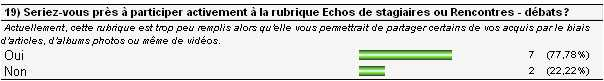 19) Seriez-vous près à participer activement à la rubrique Echos de stagiaires ou Rencontres - débats ?
Actuellement, cette rubrique est trop peu remplis alors qu'elle vous permettrait de partager certains de vos acquis par le biais
d'articles, d'albums photos ou même de vidéos.
Oui 7 (77,78%)
Non 2 (22,22%)